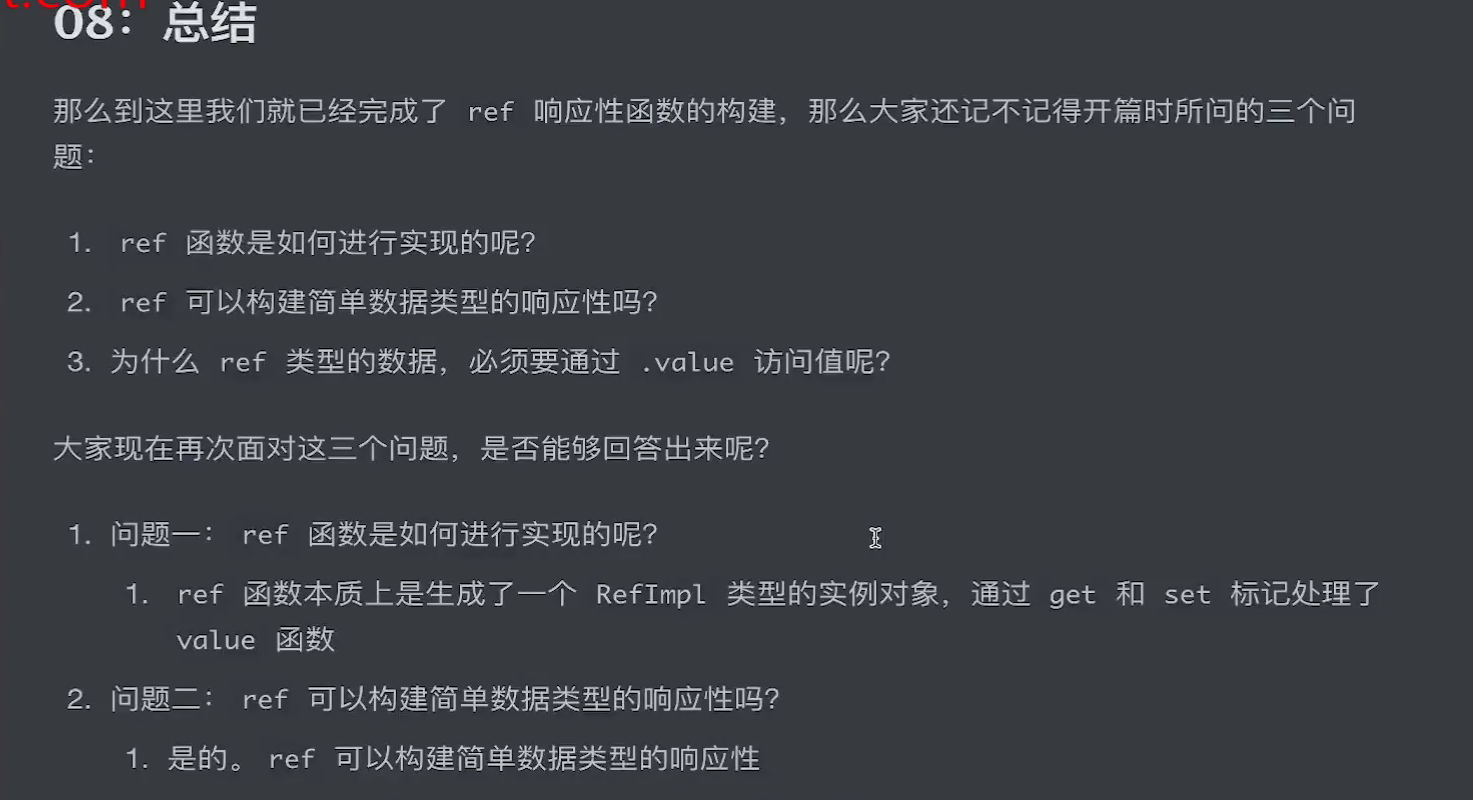 t.com
08：总结
那么到这里我们就已经完成了 ref 响应性函数的构建，那么大家还记不记得开篇时所问的三个问
题：
1. ref 函数是如何进行实现的呢？
2. ref 可以构建简单数据类型的响应性吗？
3. 为什么 ref 类型的数据，必须要通过 .value 访问值呢？
大家现在再次面对这三个问题，是否能够回答出来呢？
1. 问题一： ref 函数是如何进行实现的呢？
1. ref 函数本质上是生成了一个 RefImpl 类型的实例对象，通过 get 和 set 标记处理了
value 函数
2. 问题二： ref 可以构建简单数据类型的响应性吗？
1. 是的。 ref 可以构建简单数据类型的响应性